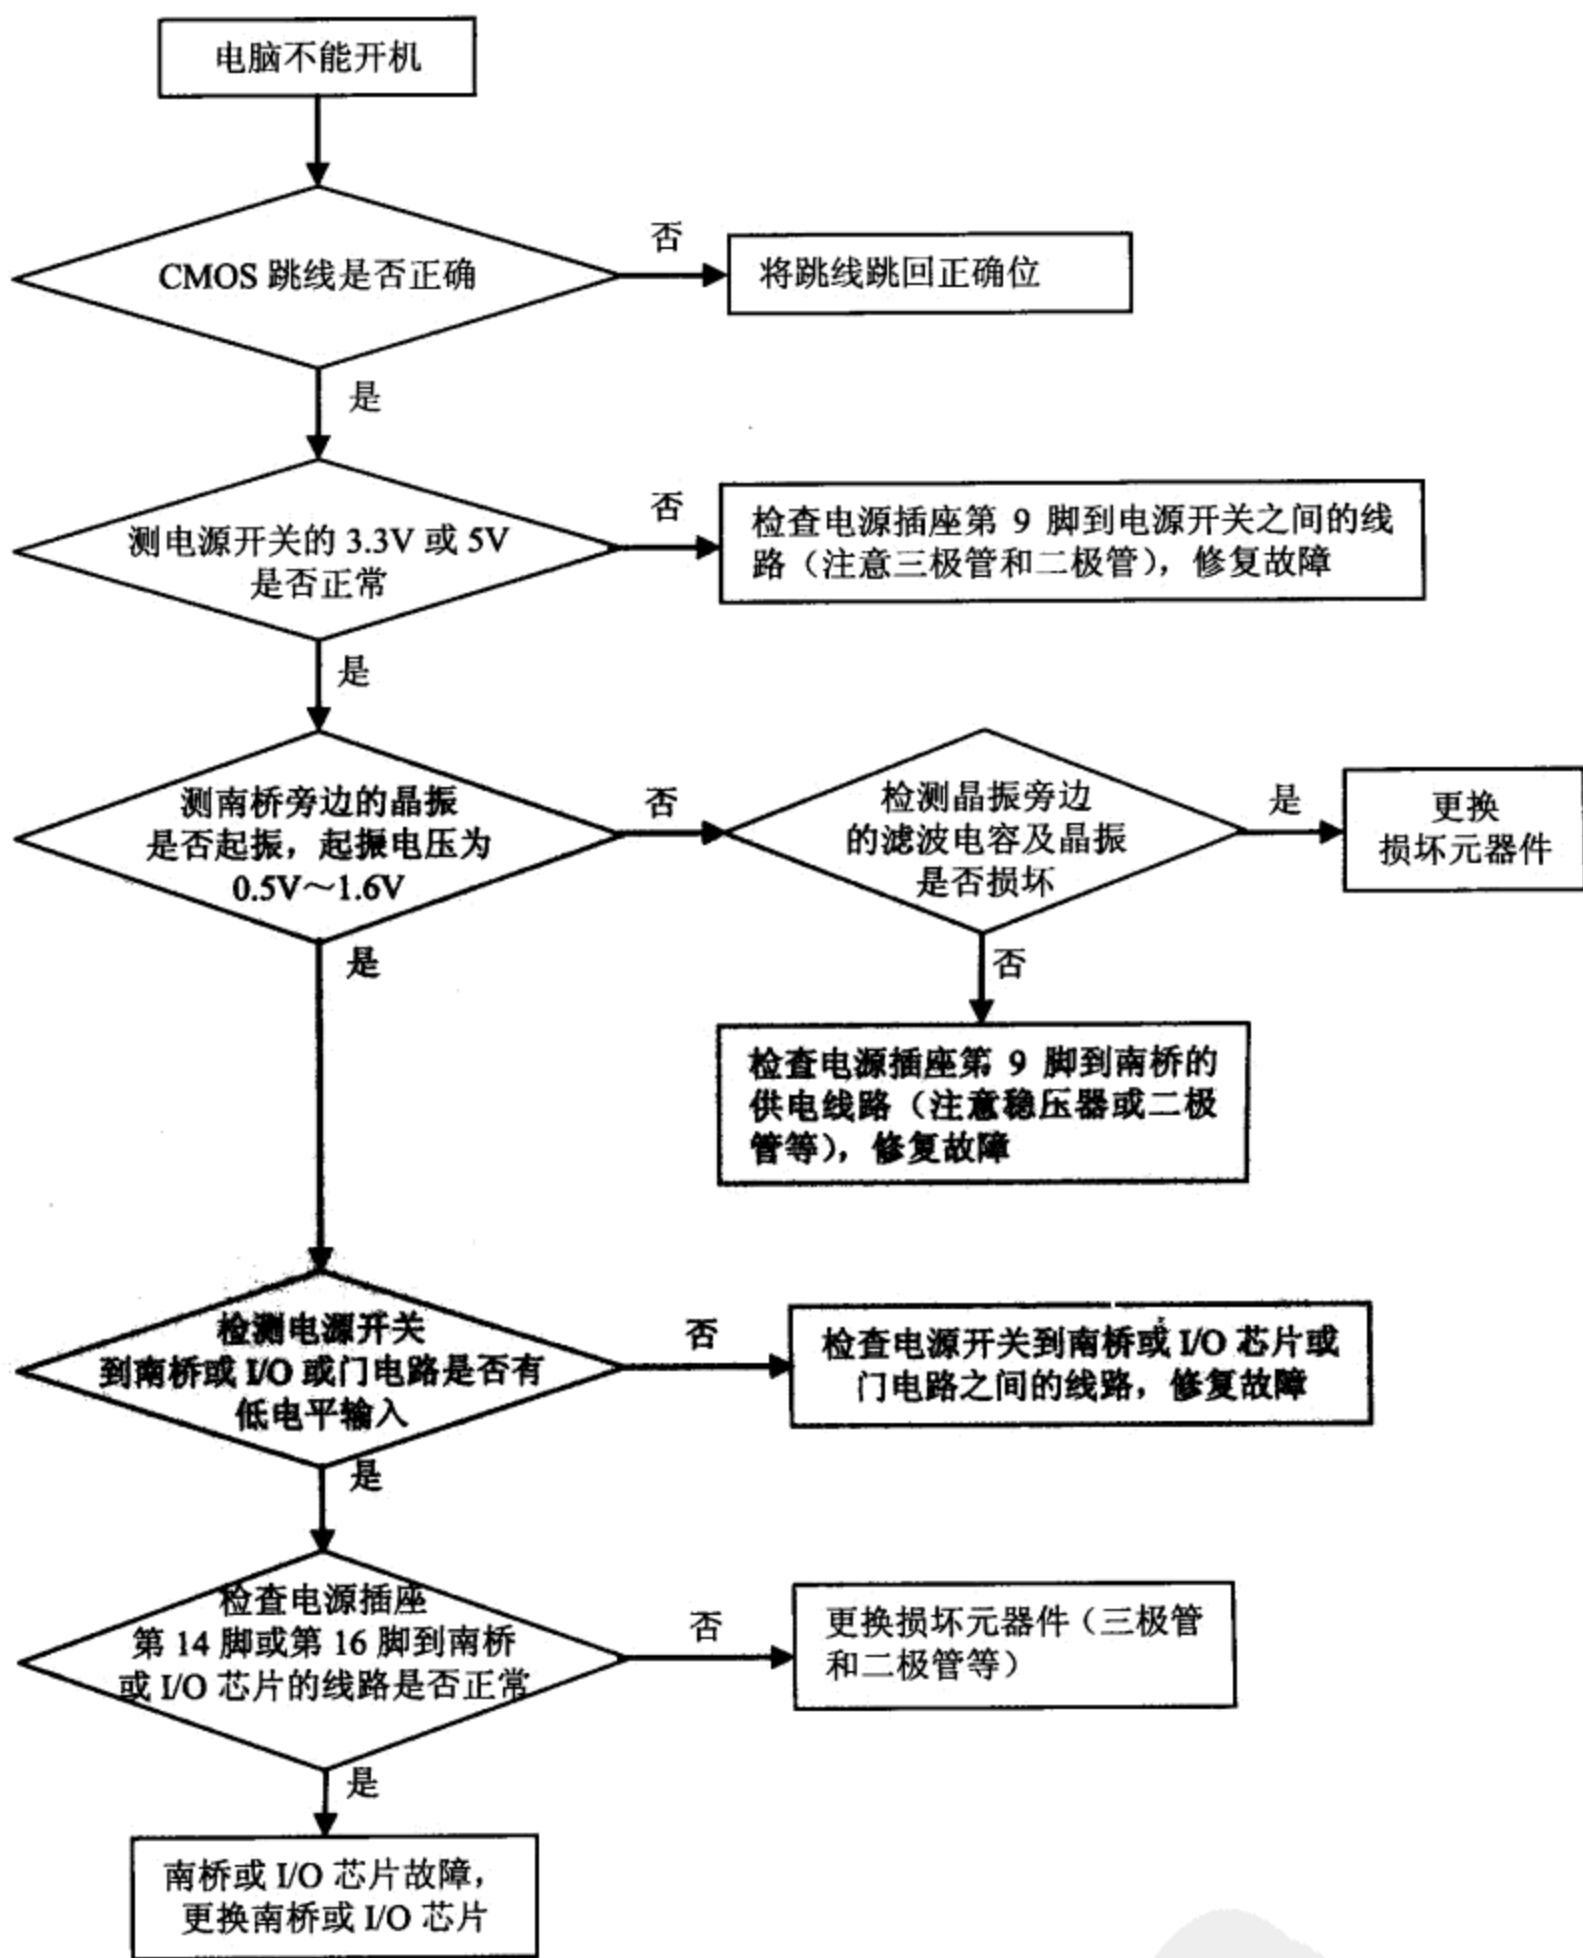 电脑不能开机
CMOS 跳线是否正确
否
将跳线跳回正确位
是
测电源开关的 3.3V 或 5V
是否正常
否
检查电源插座第 9 脚到电源开关之间的线
路（注意三极管和二极管），修复故障
是
测南桥旁边的晶振
是否起振，起振电压为
0.5V～1.6V
否
检测晶振旁边
的滤波电容及晶振
是否损坏
是
更换
损坏元器件
否
检查电源插座第 9 脚到南桥的
供电线路（注意稳压器或二极
管等），修复故障
是
检测电源开关
到南桥或 I/O 或门电路是否有
低电平输入
否
检查电源开关到南桥或 I/O 芯片或
门电路之间的线路，修复故障
是
检查电源插座
第 14 脚或第 16 脚到南桥
或 I/O 芯片的线路是否正常
否
更换损坏元器件（三极管
和二极管等）
是
南桥或 I/O 芯片故障，
更换南桥或 I/O 芯片